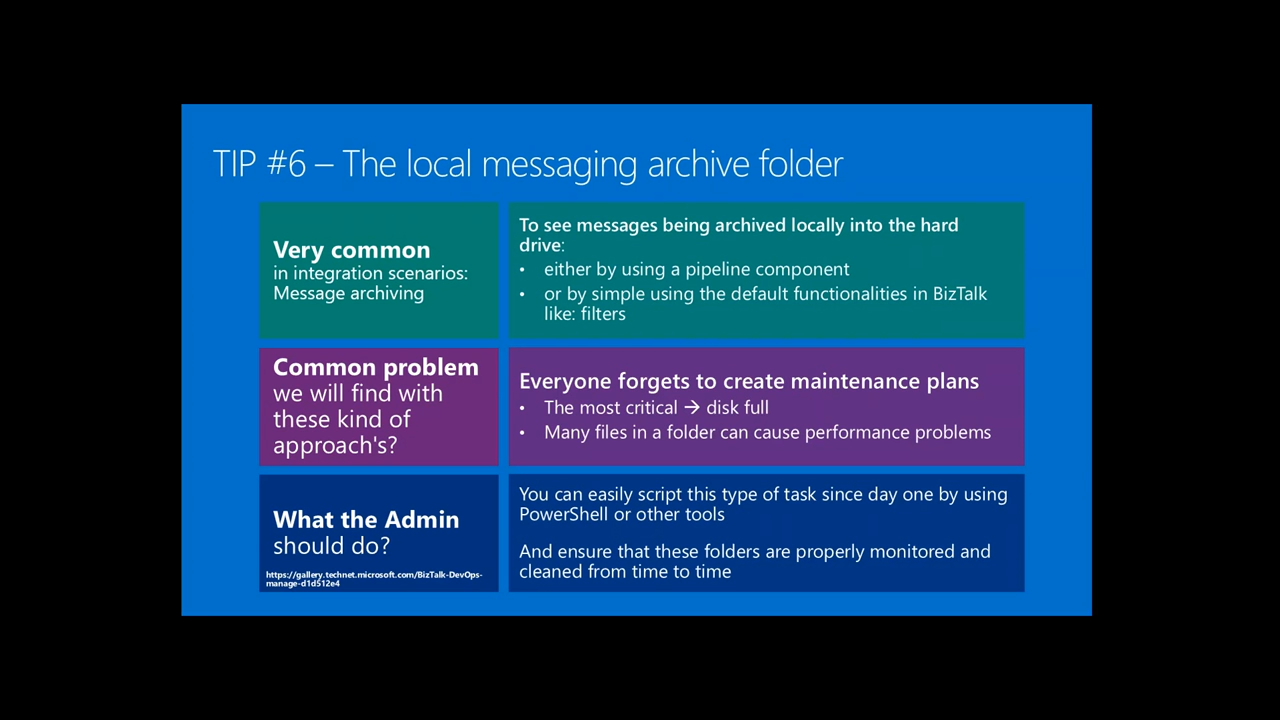 TIP #6 – The local messaging archive folder
Very common
in integration scenarios:
Message archiving
To see messages being archived locally into the hard
drive:
• either by using a pipeline component
• or by simple using the default functionalities in BizTalk
like: filters
Common problem
we will find with
these kind of
approach's?
Everyone forgets to create maintenance plans
• The most critical → disk full
• Many files in a folder can cause performance problems
What the Admin
should do?
https://gallery.technet.microsoft.com/BizTalk-DevOps-
manage-d1d512e4
You can easily script this type of task since day one by using
PowerShell or other tools
And ensure that these folders are properly monitored and
cleaned from time to time